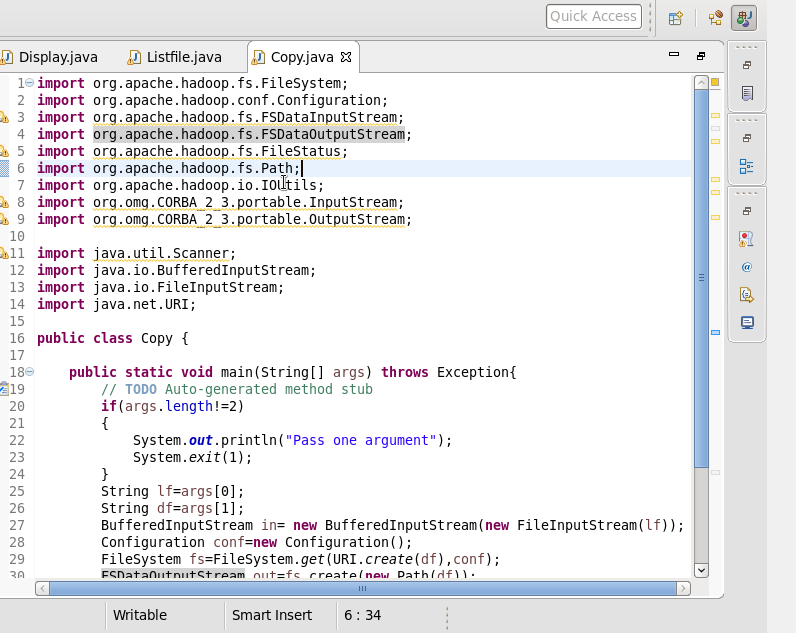 Quick Access
Display.java Listfile.java Copy.java
1 import org.apache.hadoop.fs.FileSystem;
2 import org.apache.hadoop.conf.Configuration;
3 import org.apache.hadoop.fs.FSDataInputStream;
4 import org.apache.hadoop.fs.FSDataOutputStream;
5 import org.apache.hadoop.fs.FileStatus;
6 import org.apache.hadoop.fs.Path;
7 import org.apache.hadoop.io.IOUtils;
8 import org.omg.CORBA_2_3.portable.InputStream;
9 import org.omg.CORBA_2_3.portable.OutputStream;
10
11 import java.util.Scanner;
12 import java.io.BufferedInputStream;
13 import java.io.FileInputStream;
14 import java.net.URI;
15
16 public class Copy {
17
18 public static void main(String[] args) throws Exception{
19 // TODO Auto-generated method stub
20 if(args.length!=2)
21 {
22 System.out.println("Pass one argument");
23 System.exit(1);
24 }
25 String lf=args[0];
26 String df=args[1];
27 BufferedInputStream in= new BufferedInputStream(new FileInputStream(lf));
28 Configuration conf=new Configuration();
29 FileSystem fs=FileSystem.get(URI.create(df),conf);
30 FSDataOutputStream out=fs.create(new Path(df));
Writable Smart Insert 6 : 34